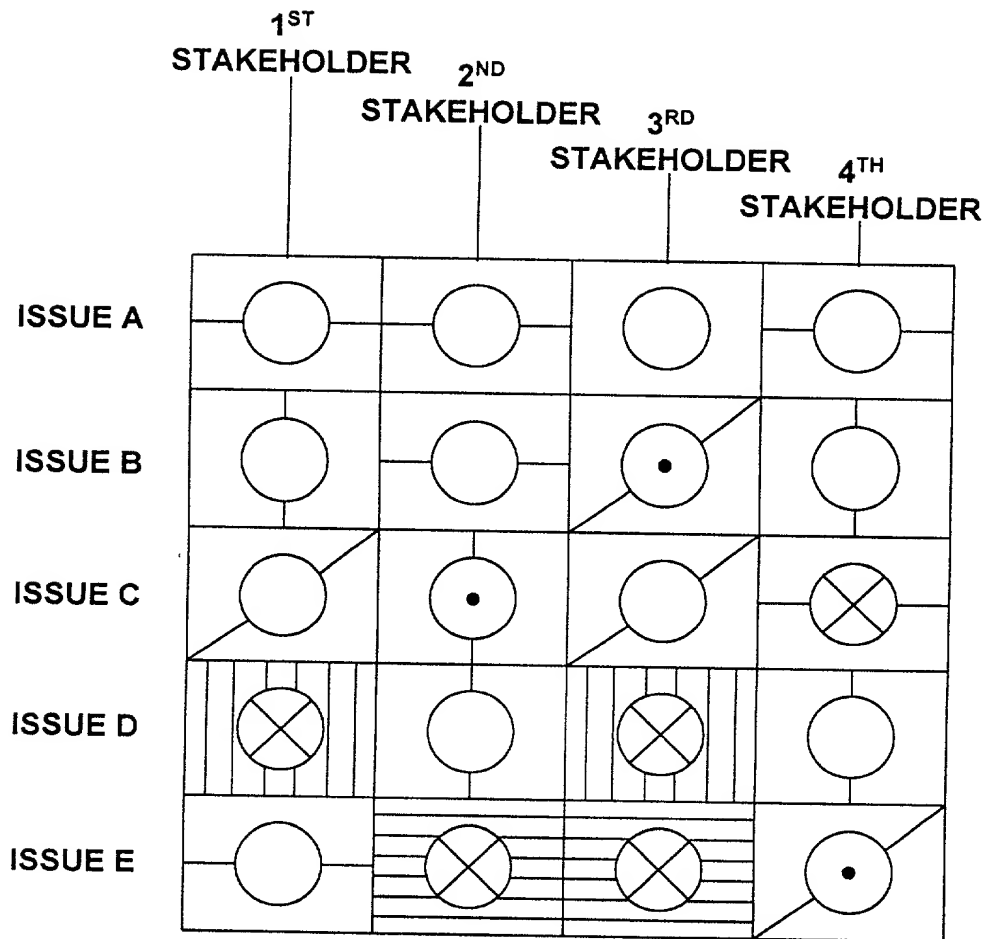 1ST
STAKEHOLDER
2ND
STAKEHOLDER
3RD
STAKEHOLDER
4TH
STAKEHOLDER
ISSUE A
ISSUE B
ISSUE C
ISSUE D
ISSUE E